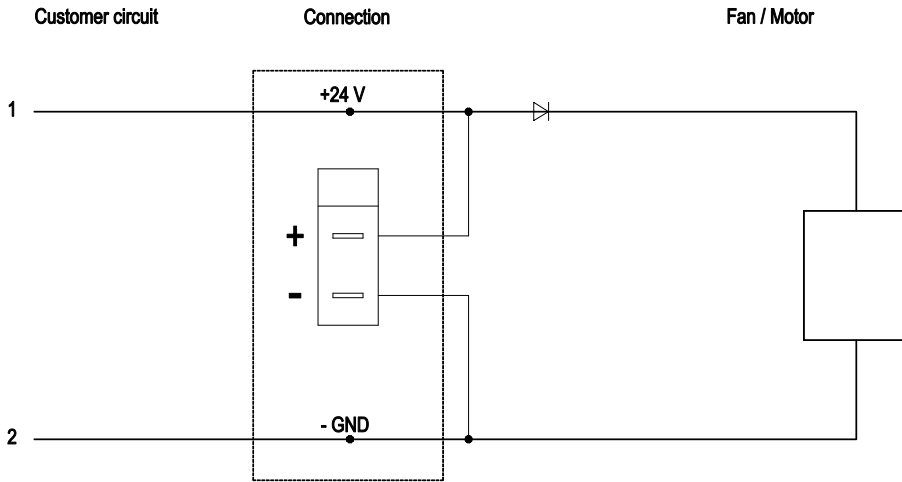 Customer circuit
Connection
Fan / Motor
1
+24 V
+
-
2
- GND